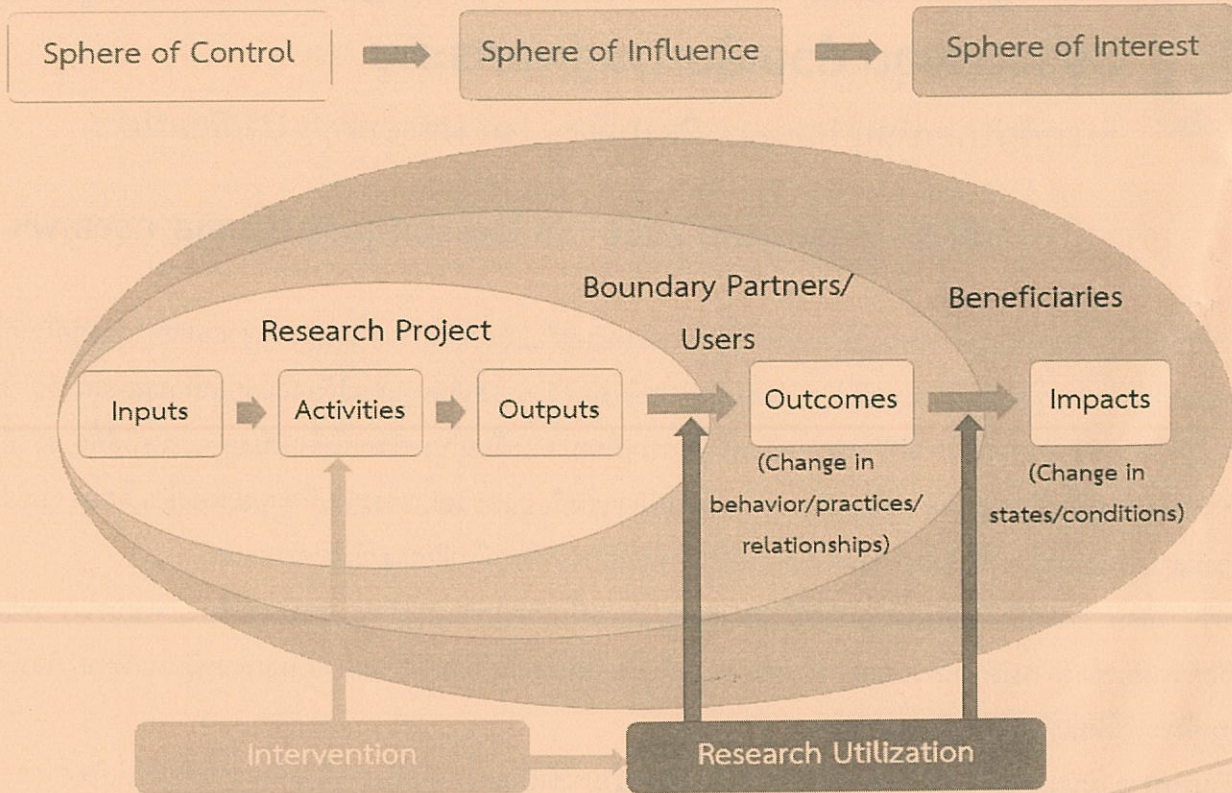 Sphere of Control
Sphere of Influence
Sphere of Interest
Boundary Partners/
Users
Beneficiaries
Research Project
Inputs
Activities
Outputs
Outcomes
Impacts
(Change in
behavior/practices/
relationships)
(Change in
states/conditions)
Intervention
Research Utilization